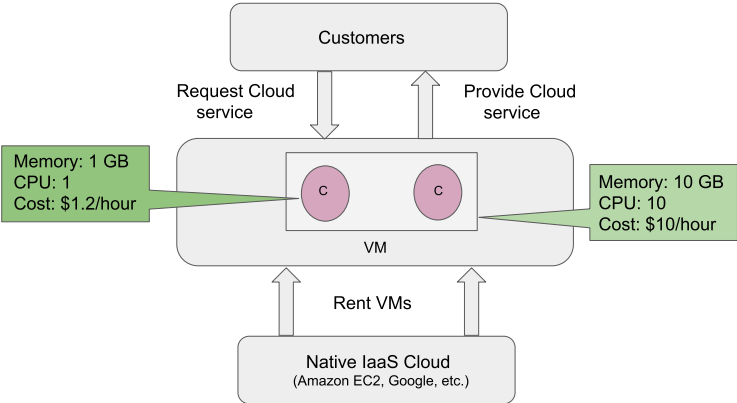 Customers
Request Cloud
service
Provide Cloud
service
Memory: 1 GB
CPU: 1
Cost: $1.2/hour
C
C
Memory: 10 GB
CPU: 10
Cost: $10/hour
VM
Rent VMs
Native IaaS Cloud
(Amazon EC2, Google, etc.)